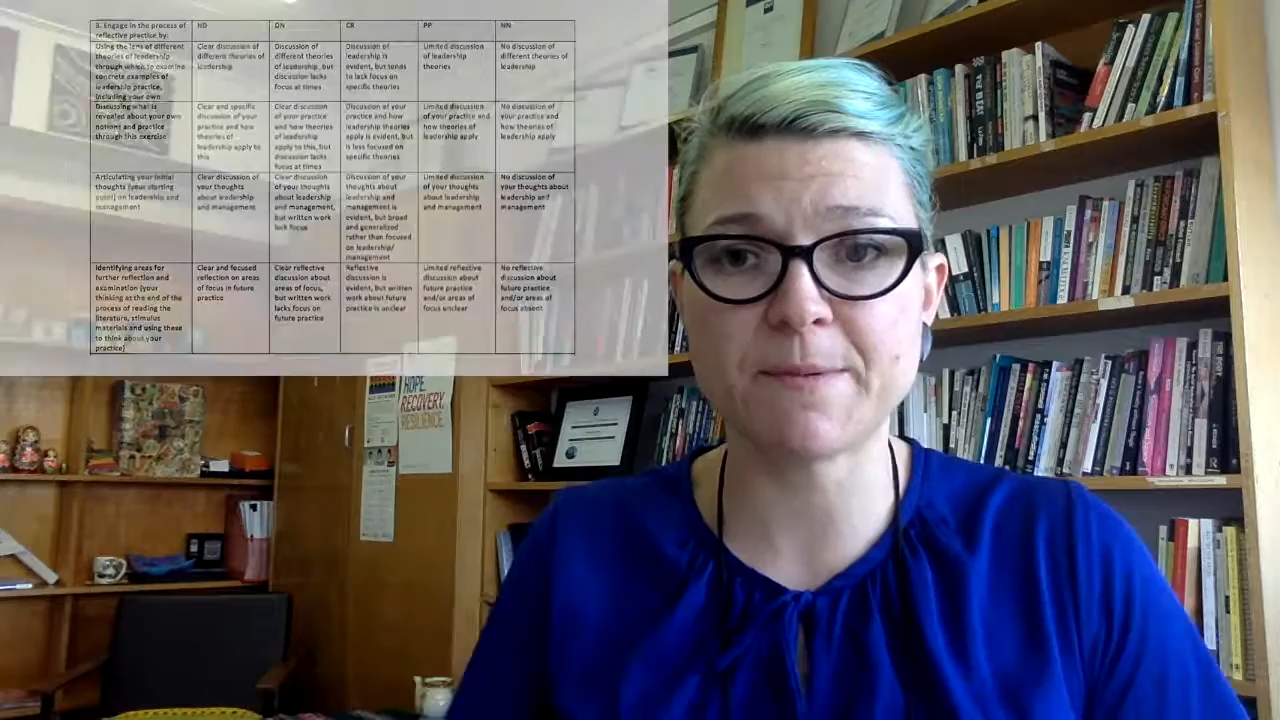 3. Engage in the process of
reflective practice by:
HD
DN
CR
PP
NN
Using the lens of different
theories of leadership
through which to examine
concrete examples of
leadership practice,
including your own
Clear discussion of
different theories of
leadership
Discussion of
different theories
of leadership, but
discussion lacks
focus at times
Discussion of
leadership is
evident, but tends
to lack focus on
specific theories
Limited discussion
of leadership
theories
No discussion of
different theories of
leadership
Discussing what is
revealed about your own
notions and practice
through this exercise
Clear and specific
discussion of your
practice and how
theories of
leadership apply to
this
Clear discussion
of your practice
and how theories
of leadership
apply to this, but
discussion lacks
focus at times
Discussion of your
practice and how
leadership theories
apply is evident, but
is less focused on
specific theories
Limited discussion
of your practice and
how theories of
leadership apply
No discussion of
your practice and
how theories of
leadership apply
Articulating your initial
thoughts (your starting
point) on leadership and
management
Clear discussion of
your thoughts
about leadership
and management
Clear discussion
of your thoughts
about leadership
and management,
but written work
lack focus
Discussion of your
thoughts about
leadership and
management is
evident, but broad
and generalized
rather than focused
on leadership/
management
Limited discussion
of your thoughts
about leadership
and management
No discussion of
your thoughts about
leadership and
management
Identifying areas for
further reflection and
examination (your
thinking at the end of the
process of reading the
literature, stimulus
materials and using these
to think about your
practice)
Clear and focused
reflection on areas
of focus in future
practice
Clear reflective
discussion about
areas of focus,
but written work
lacks focus on
future practice
Reflective
discussion is
evident, but written
work about future
practice is unclear
Limited reflective
discussion about
future practice
and/or areas of
focus unclear
No reflective
discussion about
future practice
and/or areas of
focus absent
HOPE.
RECOVERY.
RESILIENCE.